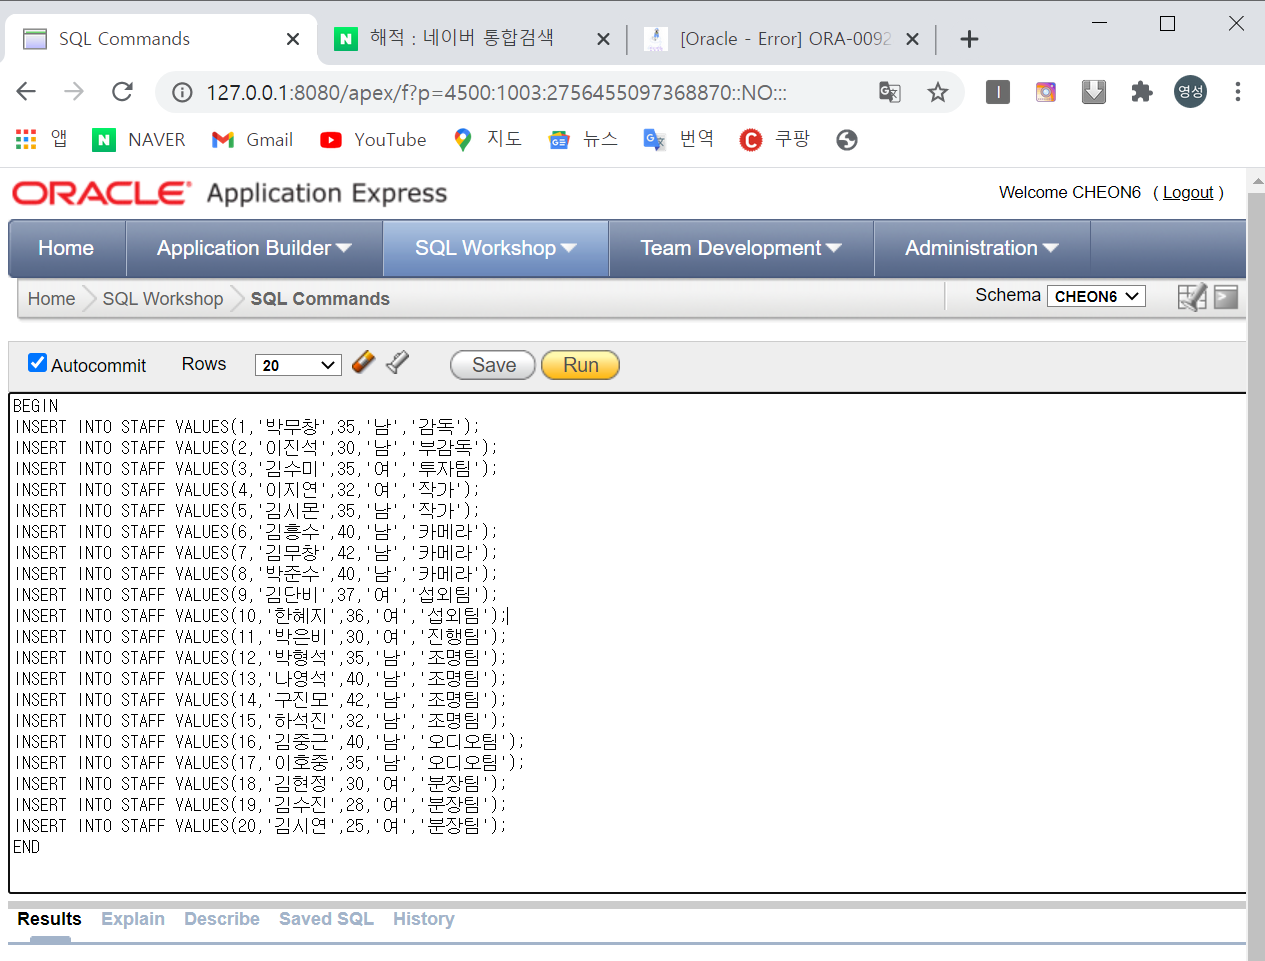 SQL Commands
해적 : 네이버 통합검색
[Oracle - Error] ORA-0092
127.0.0.1:8080/apex/f?p=4500:1003:2756455097368870::NO:::
영성
앱 NAVER Gmail YouTube 지도 뉴스 번역 쿠팡
ORACLE Application Express
Welcome CHEON6 ( Logout )
Home Application Builder SQL Workshop Team Development Administration
Home SQL Workshop SQL Commands Schema CHEON6
Autocommit Rows 20 Save Run
BEGIN
INSERT INTO STAFF VALUES(1,'박무창',35,'남','감독');
INSERT INTO STAFF VALUES(2,'이진석',30,'남','부감독');
INSERT INTO STAFF VALUES(3,'김수미',35,'여','투자팀');
INSERT INTO STAFF VALUES(4,'이지연',32,'여','작가');
INSERT INTO STAFF VALUES(5,'김시몬',35,'남','작가');
INSERT INTO STAFF VALUES(6,'김흥수',40,'남','카메라');
INSERT INTO STAFF VALUES(7,'김무창',42,'남','카메라');
INSERT INTO STAFF VALUES(8,'박준수',40,'남','카메라');
INSERT INTO STAFF VALUES(9,'김단비',37,'여','섭외팀');
INSERT INTO STAFF VALUES(10,'한혜지',36,'여','섭외팀');
INSERT INTO STAFF VALUES(11,'박은비',30,'여','진행팀');
INSERT INTO STAFF VALUES(12,'박형석',35,'남','조명팀');
INSERT INTO STAFF VALUES(13,'나영석',40,'남','조명팀');
INSERT INTO STAFF VALUES(14,'구진모',42,'남','조명팀');
INSERT INTO STAFF VALUES(15,'하석진',32,'남','조명팀');
INSERT INTO STAFF VALUES(16,'김중근',40,'남','오디오팀');
INSERT INTO STAFF VALUES(17,'이호중',35,'남','오디오팀');
INSERT INTO STAFF VALUES(18,'김현정',30,'여','분장팀');
INSERT INTO STAFF VALUES(19,'김수진',28,'여','분장팀');
INSERT INTO STAFF VALUES(20,'김시연',25,'여','분장팀');
END
Results Explain Describe Saved SQL History